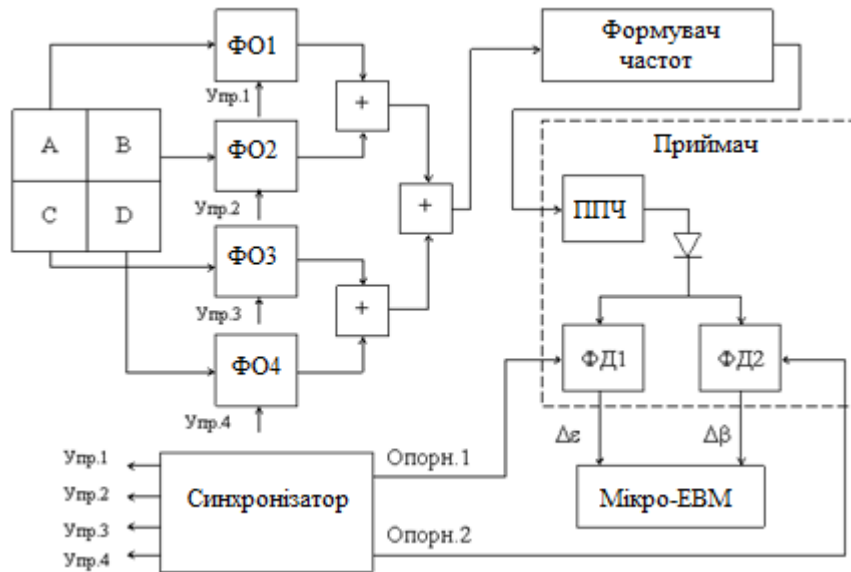 ФО1
Формувач
частот
Упр.1
+
A
B
ФО2
Приймач
C
D
Упр.2
+
ППЧ
ФО3
Упр.3
+
ФО4
ФД1
ФД2
Упр.4
Δε
Δβ
Упр.1
Опорн.1
Упр.2
Синхронізатор
Мікро-ЕВМ
Упр.3
Опорн.2
Упр.4